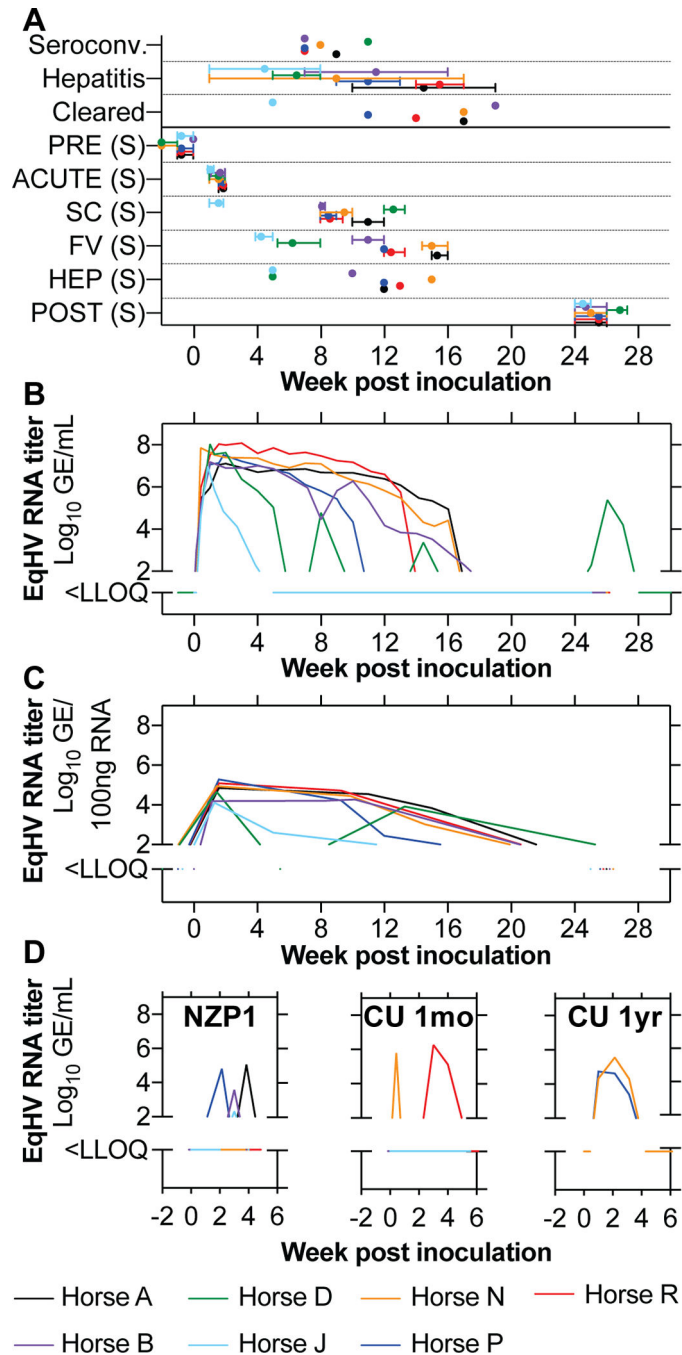 A
Seroconv.
Hepatitis
Cleared
PRE (S)
ACUTE (S)
SC (S)
FV (S)
HEP (S)
POST (S)
0 4 8 12 16 20 24 28
Week post inoculation
B
EqHV RNA titer
Log10 GE/mL
8
6
4
2
<LLOQ
0 4 8 12 16 20 24 28
Week post inoculation
C
EqHV RNA titer
Log10 GE/
100ng RNA
8
6
4
2
<LLOQ
0 4 8 12 16 20 24 28
Week post inoculation
D
EqHV RNA titer
Log10 GE/mL
NZP1 CU 1mo CU 1yr
8
6
4
2
<LLOQ
-2 0 2 4 6 -2 0 2 4 6 -2 0 2 4 6
Week post inoculation
Horse A Horse D Horse N Horse R
Horse B Horse J Horse P